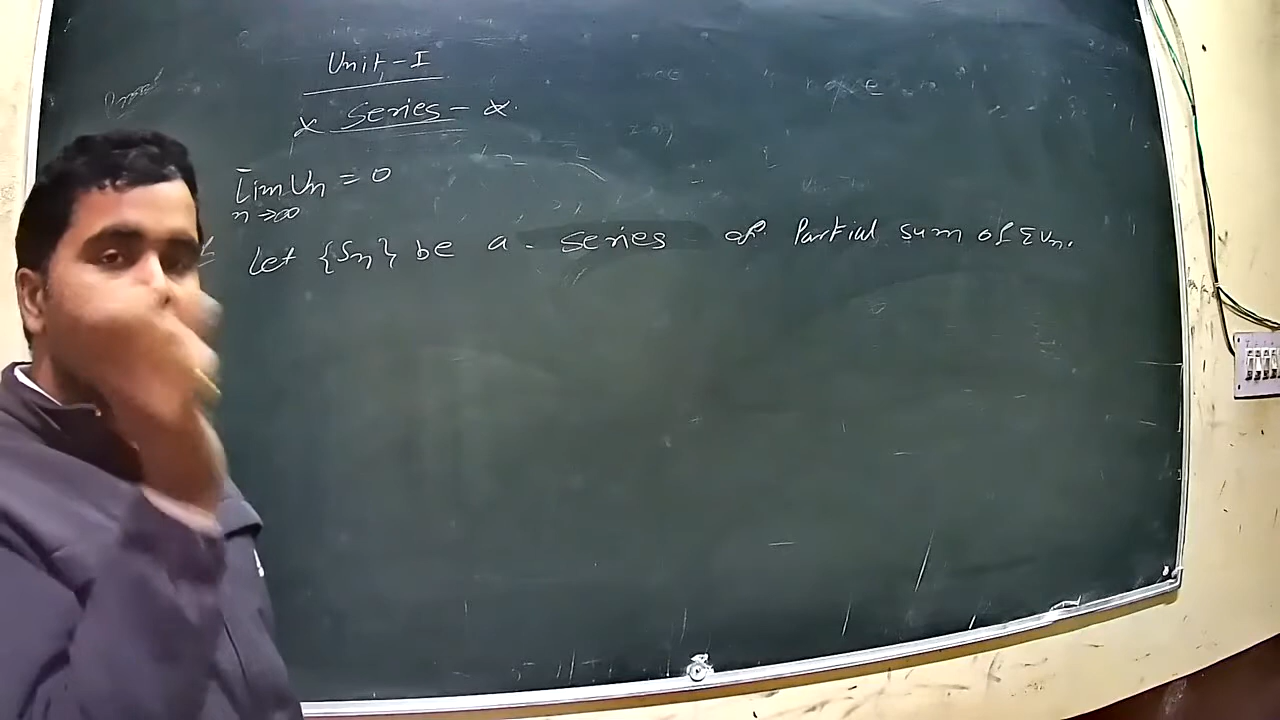 Unit-I
x Series - x.
Lim Un = 0
n→∞
Let {Sn} be a. series of Partial sum of ΣUn.